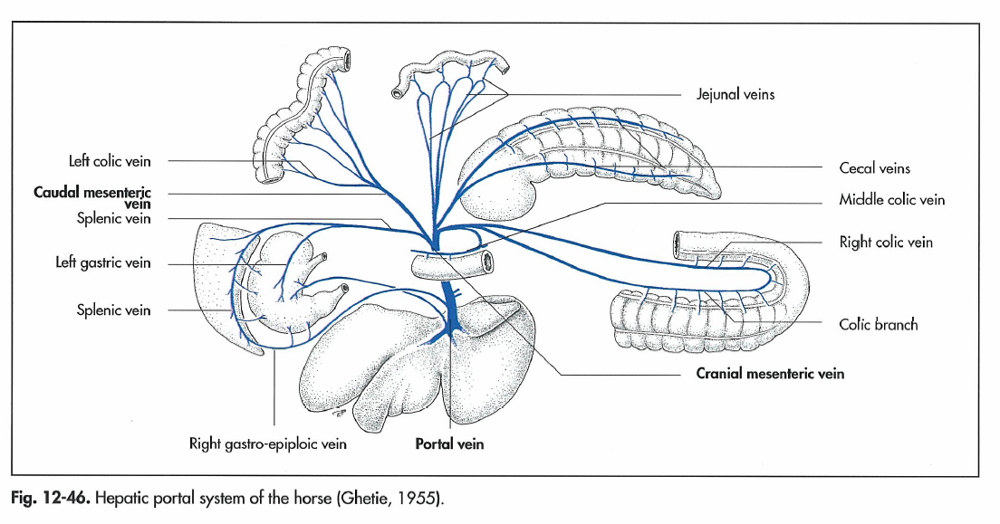 Jejunal veins
Left colic vein
Cecal veins
Caudal mesenteric
vein
Middle colic vein
Splenic vein
Right colic vein
Left gastric vein
Splenic vein
Colic branch
Cranial mesenteric vein
Right gastro-epiploic vein
Portal vein
Fig. 12-46. Hepatic portal system of the horse (Ghetie, 1955).